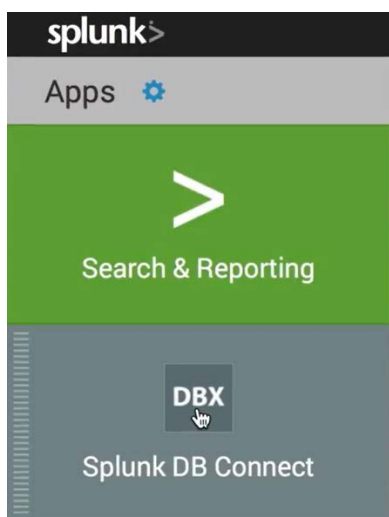 splunk>
Apps
>
Search & Reporting
DBX
Splunk DB Connect